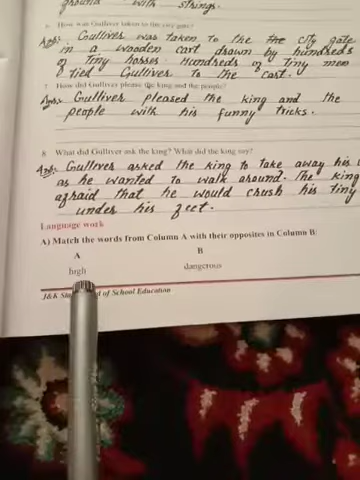 ground with strings.
6. How was Gulliver taken to the city gate?
Ans:. Gulliver was taken to the the city gate
in a wooden cart drawn by hundreds
of tiny horses. Hundreds of tiny men
tied Gulliver to the cart.
7. How did Gulliver please the king and the people?
Ans:. Gulliver pleased the king and the
people with his funny tricks.
8. What did Gulliver ask the king? What did the king say?
Ans:. Gulliver asked the king to take away his
as he wanted to walk around. The king
afraid that he would crush his tiny
under his feet.
Language work
A) Match the words from Column A with their opposites in Column B:
A B
high dangerous
J&K of School Education